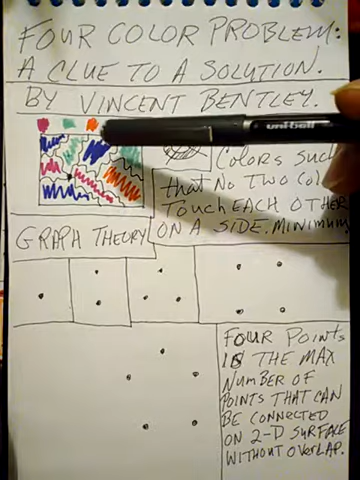 FOUR COLOR PROBLEM:
A CLUE TO A SOLUTION.
BY VINCENT BENTLEY.
uni-ball
COLORS SUCH
that No TWO
TOUCH EACH OTHER
ON A SIDE. MINIMUM
GRAPH THEORY
FOUR POINTS
IS THE MAX
NUMBER OF
POINTS THAT CAN
BE CONNECTED
ON 2-D SURFACE
WITHOUT OVERLAP.